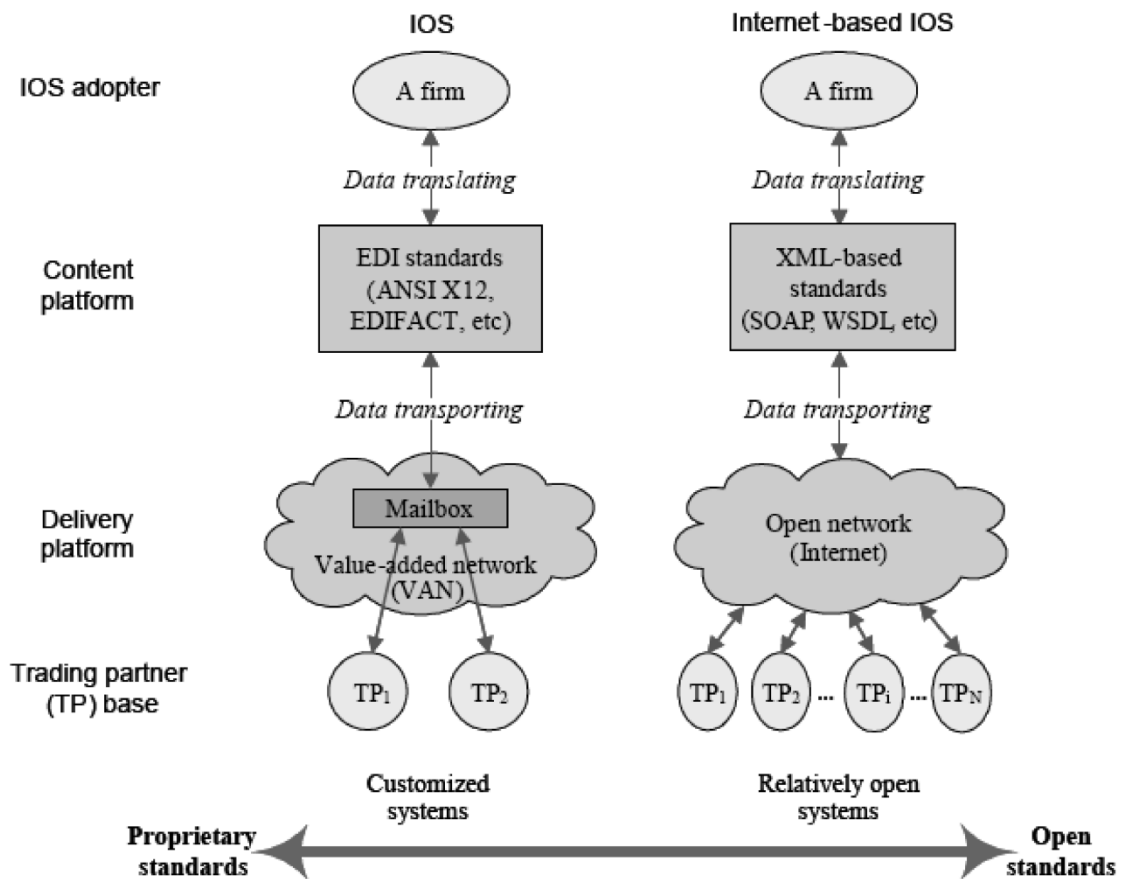 IOS
Internet-based IOS
IOS adopter
A firm
A firm
Data translating
Data translating
Content
platform
EDI standards
(ANSI X12,
EDIFACT, etc)
XML-based
standards
(SOAP, WSDL, etc)
Data transporting
Data transporting
Delivery
platform
Mailbox
Value-added network
(VAN)
Open network
(Internet)
Trading partner
(TP) base
TP₁
TP₂
TP₁
TP₂
...
TPᵢ
...
TP_N
Customized
systems
Relatively open
systems
Proprietary
standards
Open
standards